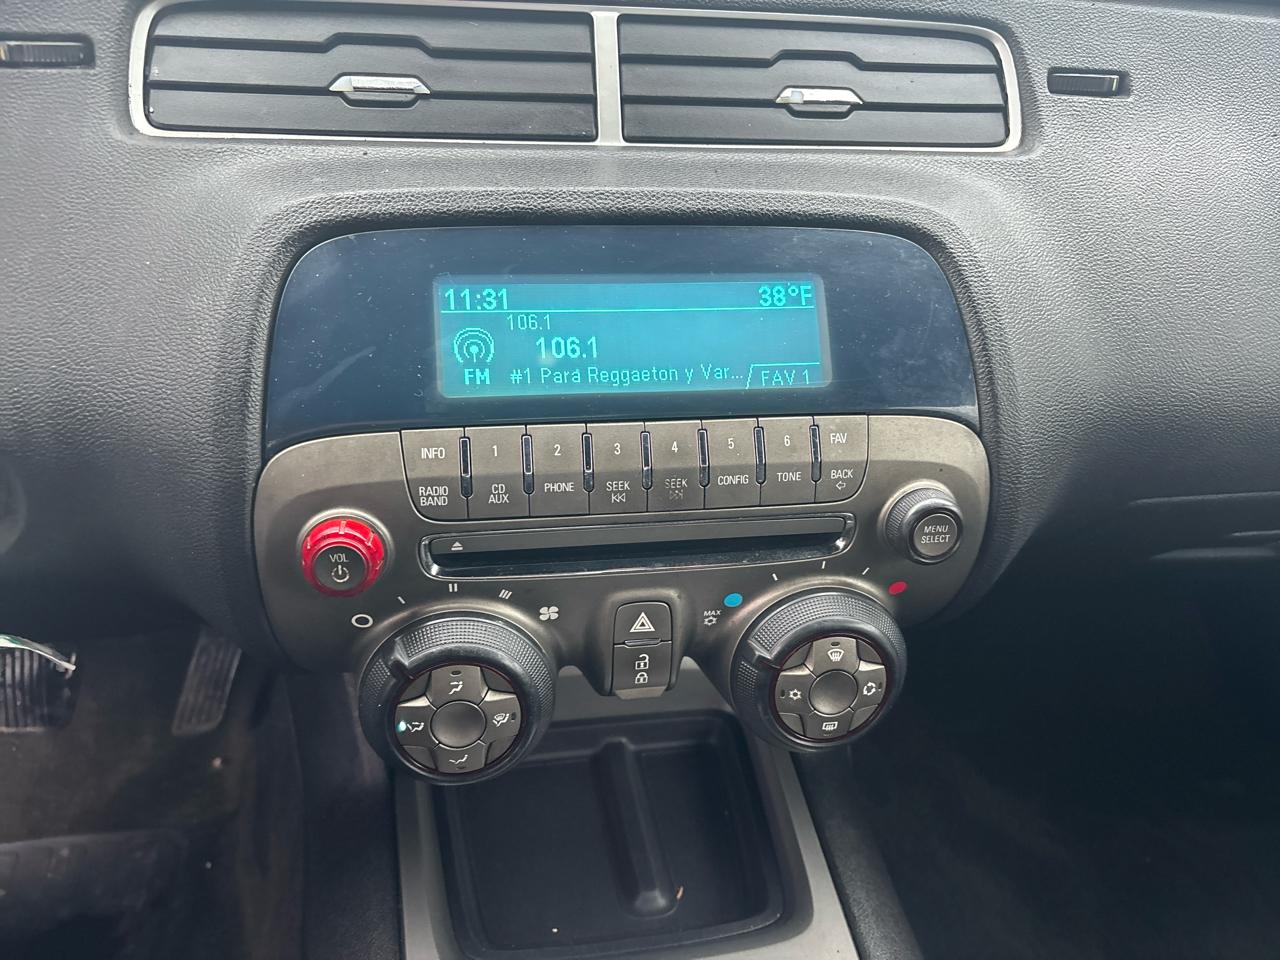 11:31 38°F
106.1
106.1
FM #1 Para Reggaeton y Var... FAV 1
INFO 1 2 3 4 5 6 FAV
RADIO BAND CD AUX PHONE SEEK SEEK CONFIG TONE BACK
VOL
MENU SELECT
MAX